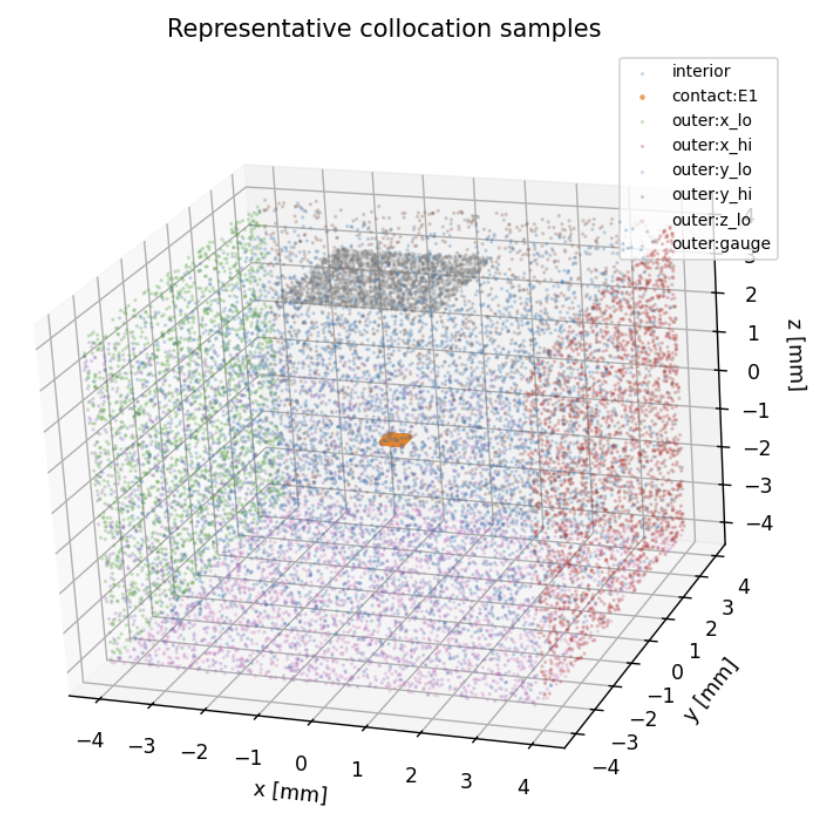 Representative collocation samples
interior
contact:E1
outer:x_lo
outer:x_hi
outer:y_lo
outer:y_hi
outer:z_lo
outer:gauge
4
3
2
1
0
−1
−2
−3
−4
z [mm]
4
3
2
1
0
−1
−2
−3
−4
y [mm]
−4 −3 −2 −1 0 1 2 3 4
x [mm]